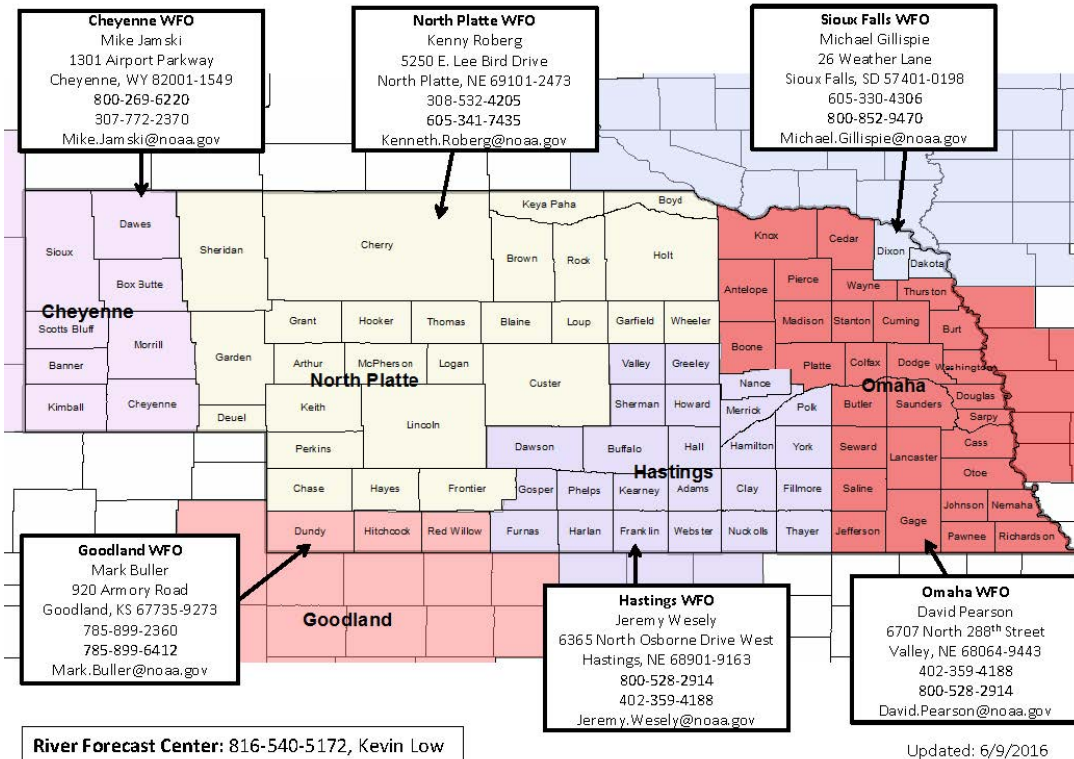 Cheyenne WFO
Mike Jamski
1301 Airport Parkway
Cheyenne, WY 82001-1549
800-269-6220
307-772-2370
Mike.Jamski@noaa.gov
North Platte WFO
Kenny Roberg
5250 E. Lee Bird Drive
North Platte, NE 69101-2473
308-532-4205
605-341-7435
Kenneth.Roberg@noaa.gov
Sioux Falls WFO
Michael Gillispie
26 Weather Lane
Sioux Falls, SD 57401-0198
605-330-4306
800-852-9470
Michael.Gillispie@noaa.gov
Sioux
Dawes
Box Butte
Cheyenne
Scotts Bluff
Morrill
Banner
Kimball
Cheyenne
Sheridan
Garden
Deuel
Cherry
Keya Paha
Boyd
Brown
Rock
Holt
Grant
Hooker
Thomas
Blaine
Loup
Garfield
Wheeler
Arthur
McPherson
Logan
North Platte
Custer
Keith
Lincoln
Perkins
Chase
Hayes
Frontier
Valley
Greeley
Sherman
Howard
Nance
Merrick
Polk
Dawson
Buffalo
Hall
Hamilton
York
Hastings
Gosper
Phelps
Kearney
Adams
Clay
Fillmore
Furnas
Harlan
Franklin
Webster
Nuckolls
Thayer
Knox
Cedar
Dixon
Dakota
Antelope
Pierce
Wayne
Thurston
Madison
Stanton
Cuming
Burt
Boone
Platte
Colfax
Dodge
Washington
Omaha
Butler
Saunders
Douglas
Sarpy
Seward
Lancaster
Cass
Otoe
Saline
Gage
Johnson
Nemaha
Jefferson
Pawnee
Richardson
Dundy
Hitchcock
Red Willow
Goodland
Goodland WFO
Mark Buller
920 Armory Road
Goodland, KS 67735-9273
785-899-2360
785-899-6412
Mark.Buller@noaa.gov
Hastings WFO
Jeremy Wesely
6365 North Osborne Drive West
Hastings, NE 68901-9163
800-528-2914
402-359-4188
Jeremy.Wesely@noaa.gov
Omaha WFO
David Pearson
6707 North 288th Street
Valley, NE 68064-9443
402-359-4188
800-528-2914
David.Pearson@noaa.gov
River Forecast Center: 816-540-5172, Kevin Low
Updated: 6/9/2016